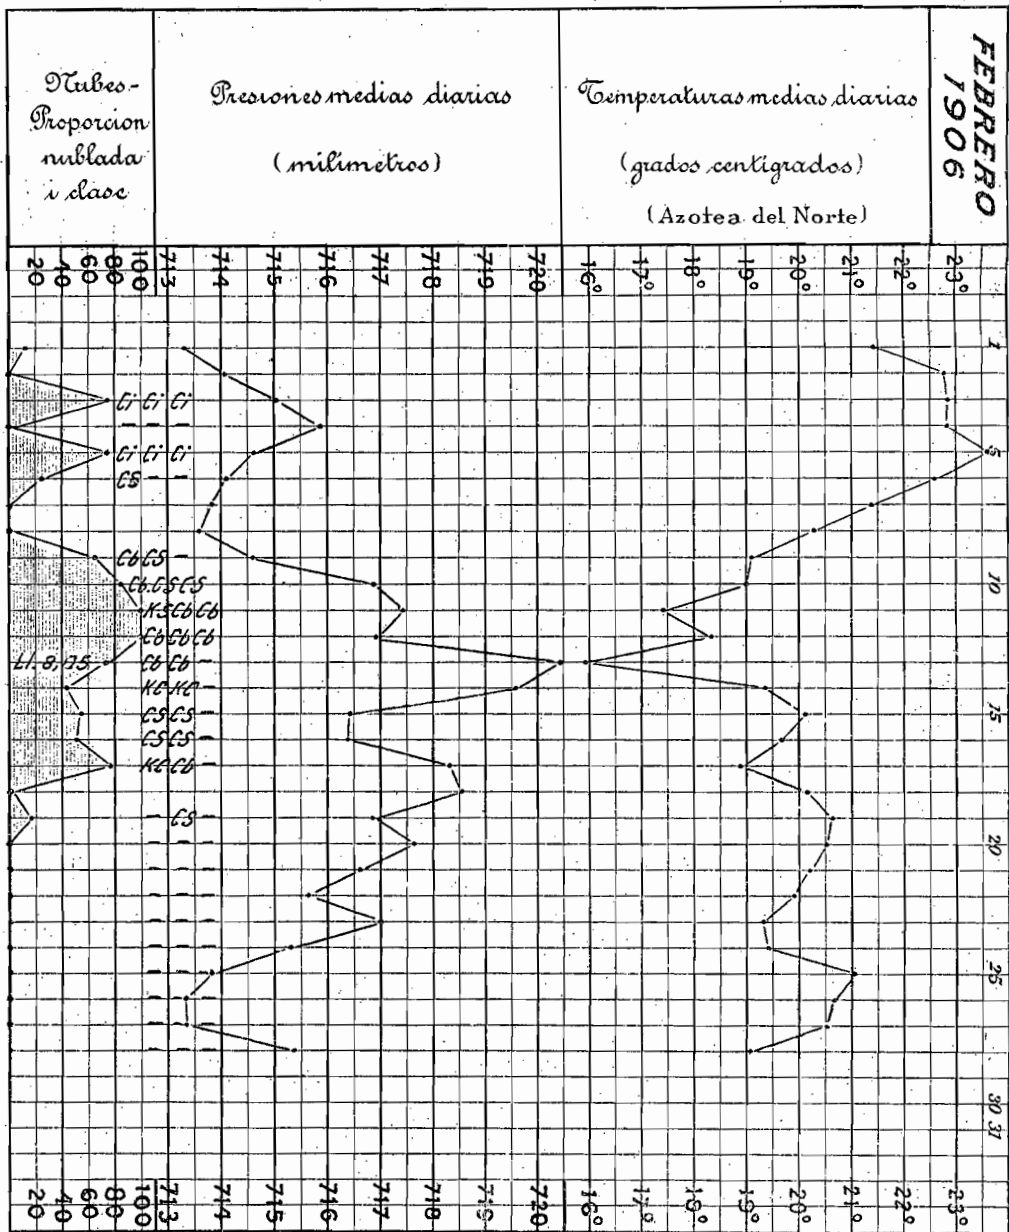 FEBRERO
1906
Nubes-
Proporcion
nublada
i clase
Presiones medias diarias
(milímetros)
Temperaturas medias diarias
(grados centígrados)
(Azotea del Norte)
20 40 60 80 100 713 714 715 716 717 718 719 720 16° 17° 18° 19° 20° 21° 22° 23°
1
Ci Ci Ci
- - -
Ci Ci Ci
5
CS - -
Cb CS -
Cb. CS CS
10
KS Cb Cb
Cb Cb Cb
Cb Cb -
KC KC -
CS CS -
15
CS CS -
KC Cb -
- CS -
- - -
20
- - -
- - -
- - -
- - -
- - -
25
- - -
- - -
- - -
30 31
20 40 60 80 100 713 714 715 716 717 718 719 720 16° 17° 18° 19° 20° 21° 22° 23°